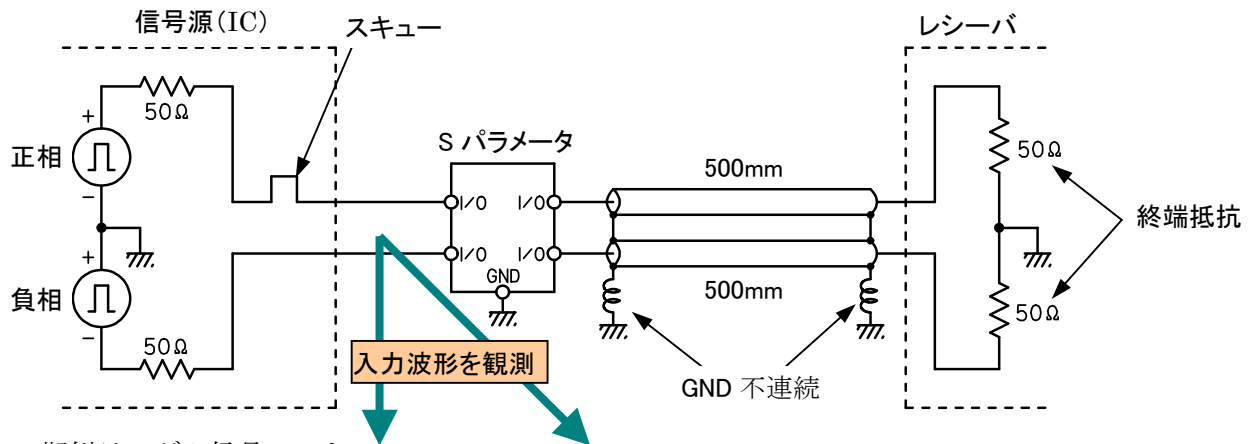 信号源(IC)
スキュー
レシーバ
50Ω
+
正相
-
S パラメータ
500mm
50Ω
I/O
I/O
終端抵抗
+
I/O
I/O
GND
負相
500mm
50Ω
-
50Ω
入力波形を観測
GND 不連続